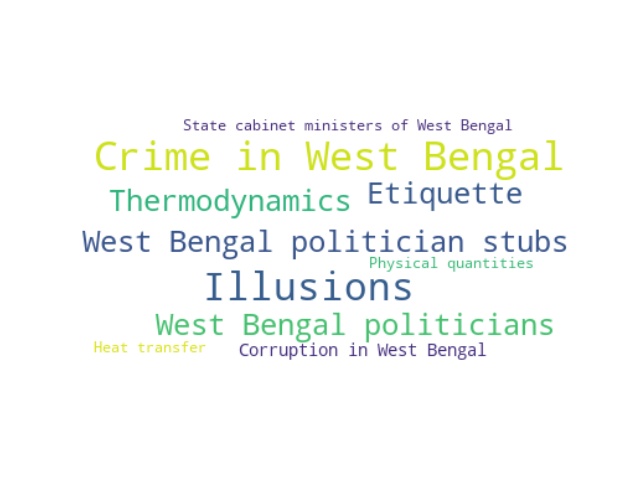 State cabinet ministers of West Bengal
Crime in West Bengal
Thermodynamics
Etiquette
West Bengal politician stubs
Physical quantities
Illusions
West Bengal politicians
Heat transfer
Corruption in West Bengal